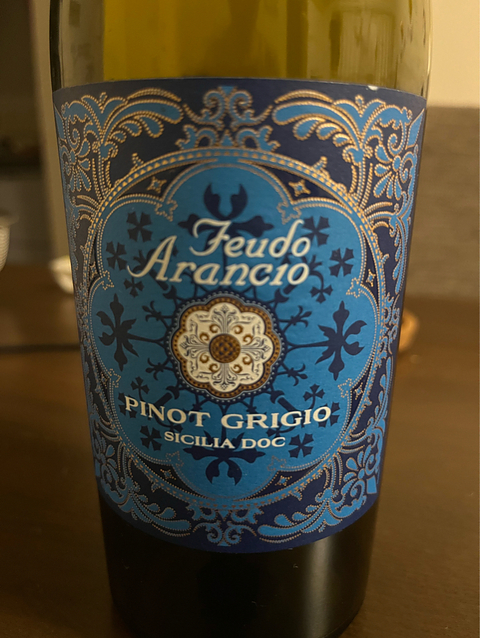 Feudo
Arancio
PINOT GRIGIO
SICILIA DOC